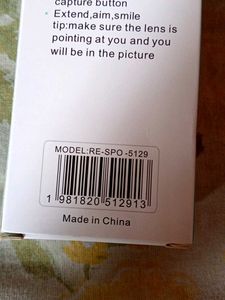 capture button
Extend,aim,smile
tip:make sure the lens is
pointing at you and you
will be in the picture
MODEL:RE-SPO -5129
1 981820 512913
Made in China